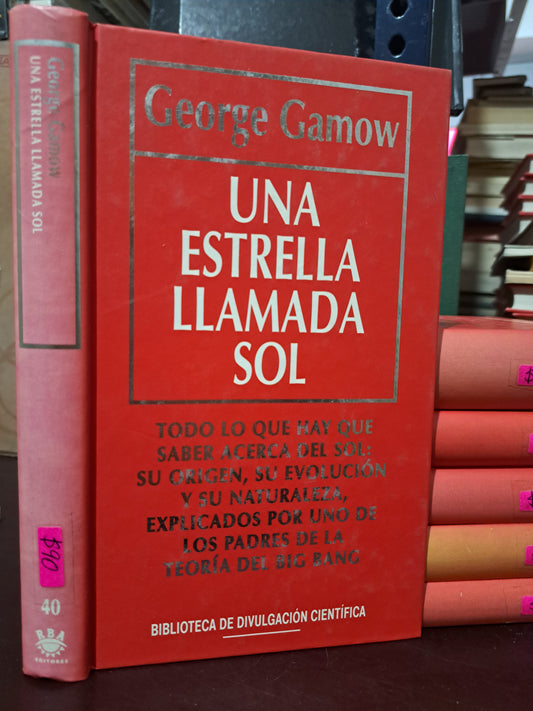 George Gamow
UNA ESTRELLA LLAMADA SOL
$90
40
RBA
EDITORES
George Gamow
UNA
ESTRELLA
LLAMADA
SOL
TODO LO QUE HAY QUE
SABER ACERCA DEL SOL:
SU ORIGEN, SU EVOLUCIÓN
Y SU NATURALEZA,
EXPLICADOS POR UNO DE
LOS PADRES DE LA
TEORÍA DEL BIG BANG
BIBLIOTECA DE DIVULGACIÓN CIENTÍFICA